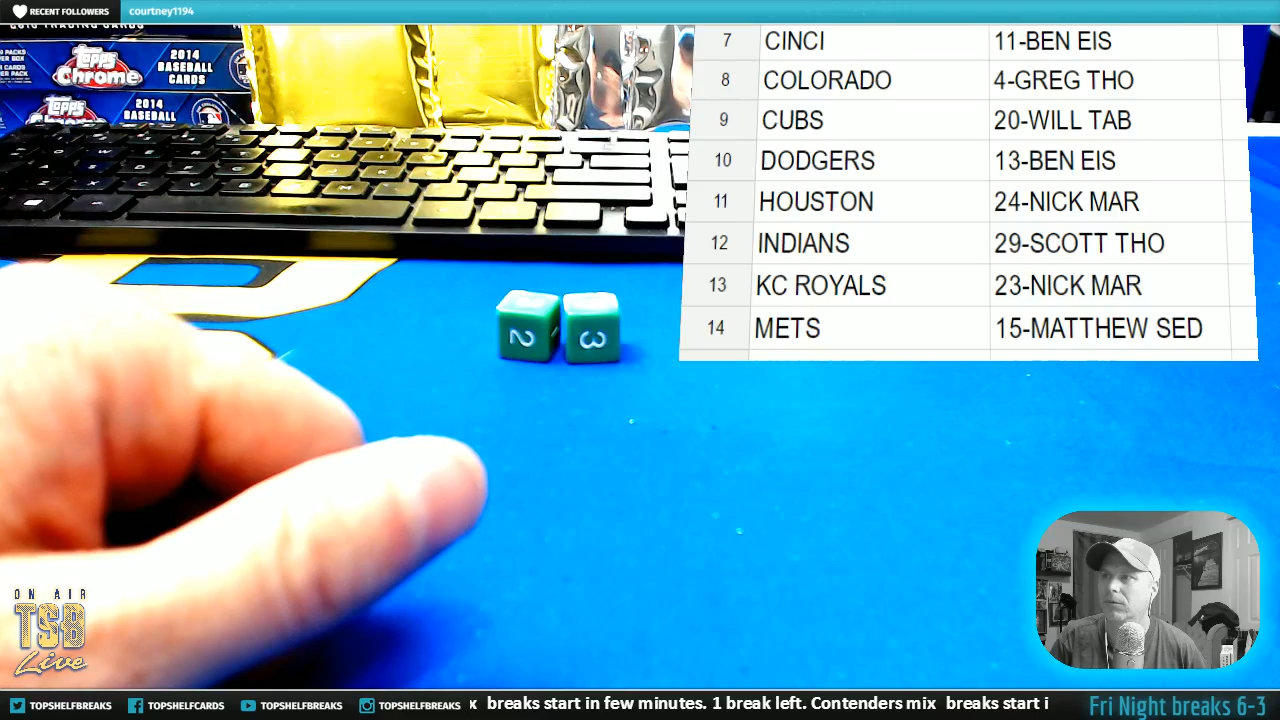 RECENT FOLLOWERS
courtney1194
Topps
Chrome
2014
BASEBALL
CARDS
Topps
2014
BASEBALL
7 CINCI 11-BEN EIS
8 COLORADO 4-GREG THO
9 CUBS 20-WILL TAB
10 DODGERS 13-BEN EIS
11 HOUSTON 24-NICK MAR
12 INDIANS 29-SCOTT THO
13 KC ROYALS 23-NICK MAR
14 METS 15-MATTHEW SED
2 3
ON AIR
TSB
Live
TOPSHELFBREAKS TOPSHELFCARDS TOPSHELFBREAKS TOPSHELFBREAKS
breaks start in few minutes. 1 break left. Contenders mix breaks start i
Fri Night breaks 6-3